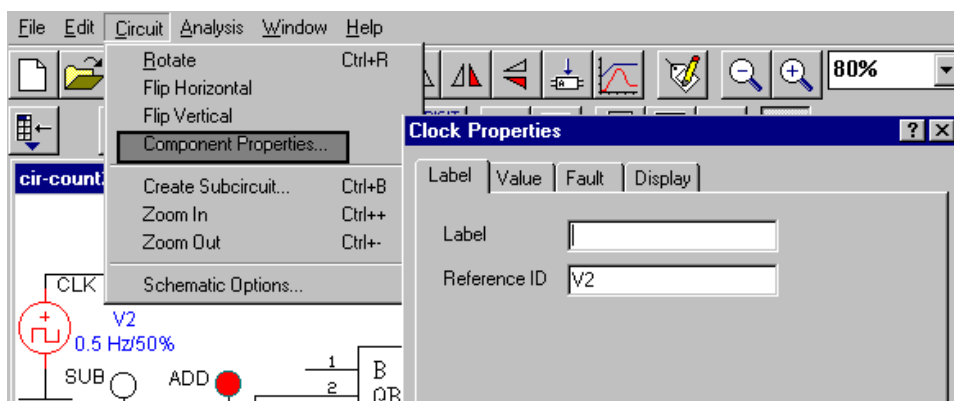 File Edit Circuit Analysis Window Help
80%
Rotate Ctrl+R
Flip Horizontal
Flip Vertical
Component Properties...
Create Subcircuit... Ctrl+B
Zoom In Ctrl++
Zoom Out Ctrl+-
Schematic Options...
Clock Properties
Label Value Fault Display
Label
Reference ID V2
cir-count
CLK
V2
0.5 Hz/50%
SUB ADD
1 B
2 QB